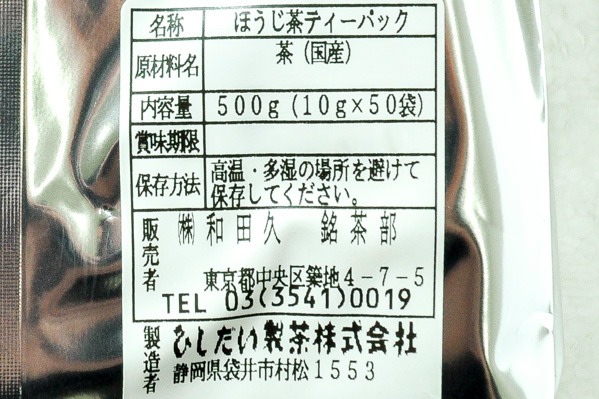 名称 ほうじ茶ティーパック
原材料名 茶(国産)
内容量 500g(10g×50袋)
賞味期限
保存方法 高温・多湿の場所を避けて
保存してください。
販売者 ㈱ 和田久 銘茶部
東京都中央区築地4-7-5
TEL 03(3541)0019
製造者 ひしだい製茶株式会社
静岡県袋井市村松1553